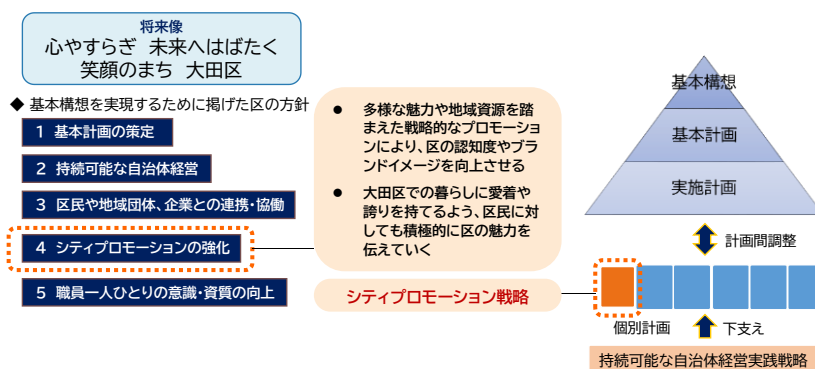 将来像
心やすらぎ 未来へはばたく
笑顔のまち 大田区
◆ 基本構想を実現するために掲げた区の方針
1 基本計画の策定
2 持続可能な自治体経営
3 区民や地域団体、企業との連携・協働
4 シティプロモーションの強化
5 職員一人ひとりの意識・資質の向上
● 多様な魅力や地域資源を踏
まえた戦略的なプロモーショ
ンにより、区の認知度やブラ
ンドイメージを向上させる
● 大田区での暮らしに愛着や
誇りを持てるよう、区民に対
しても積極的に区の魅力を
伝えていく
シティプロモーション戦略
基本構想
基本計画
実施計画
計画間調整
個別計画
下支え
持続可能な自治体経営実践戦略